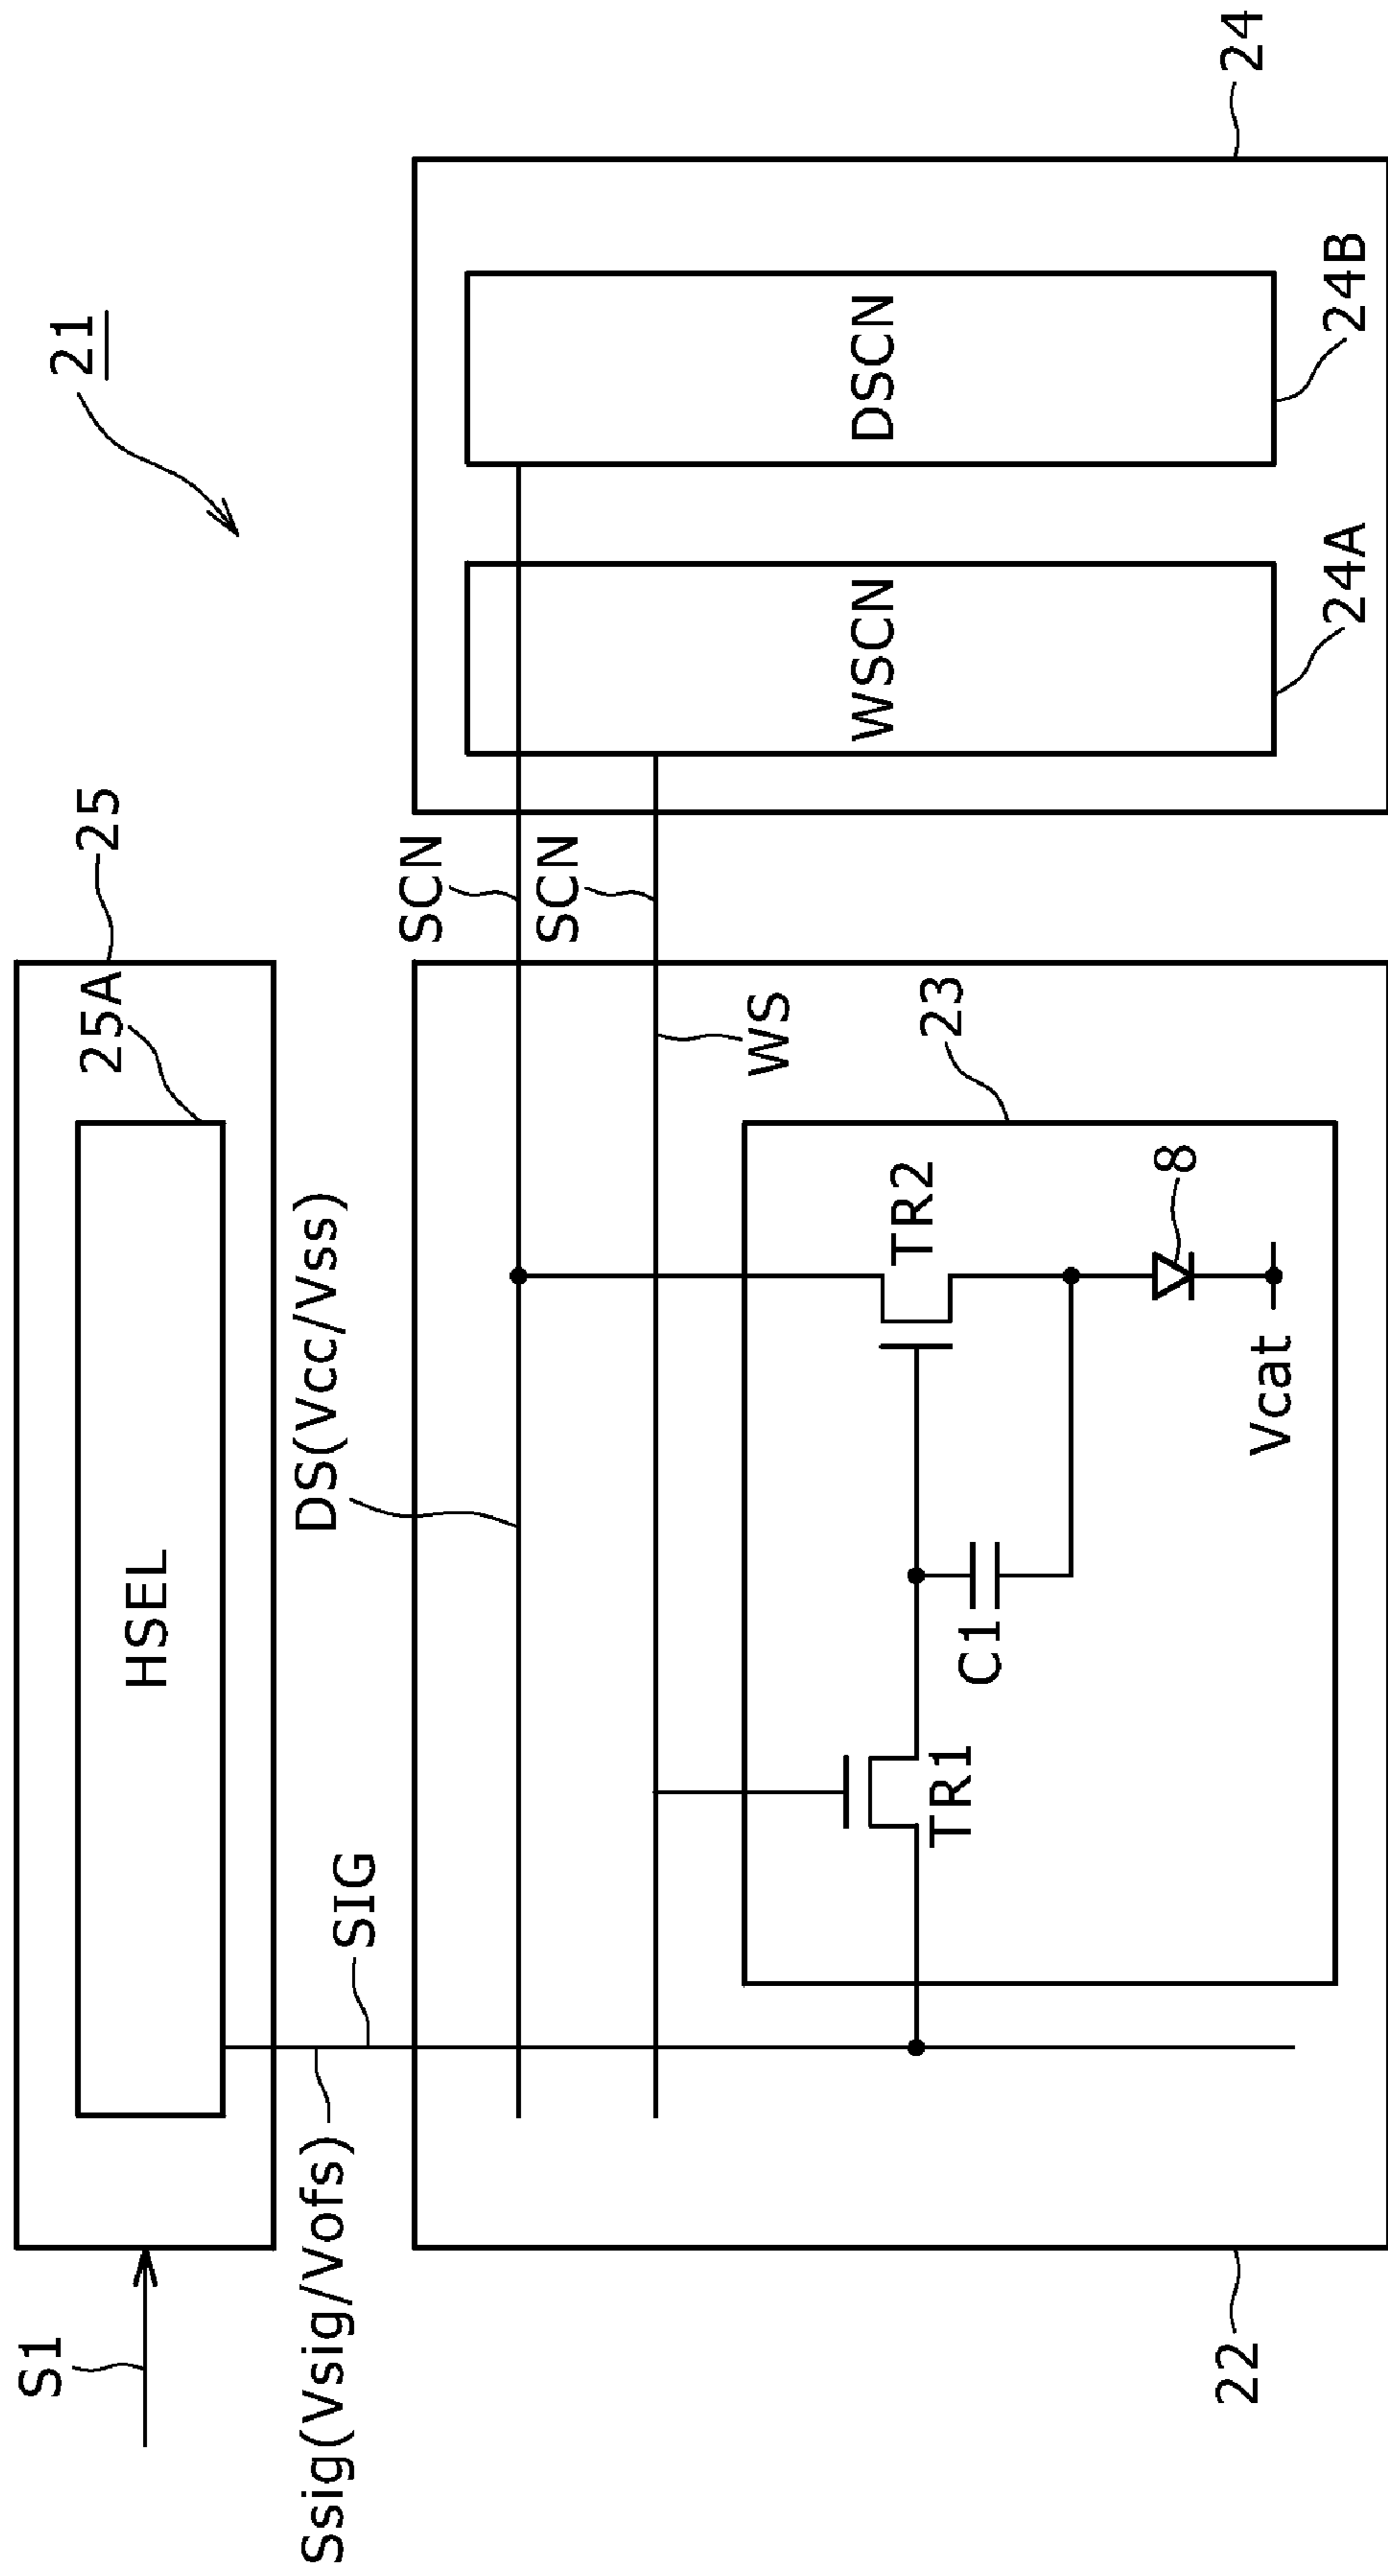 21
S1
25
25A
HSEL
Ssig(Vsig/Vofs)
SIG
DS(Vcc/Vss)
SCN
SCN
WS
24
WSCN
DSCN
24A
24B
23
TR1
TR2
C1
8
Vcat
22